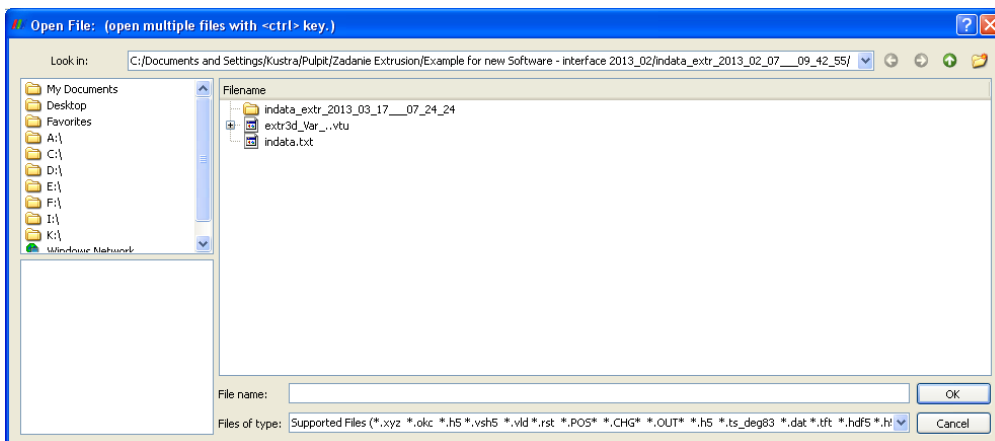 Open File: (open multiple files with <ctrl> key.)
Look in: C:/Documents and Settings/Kustra/Pulpit/Zadanie Extrusion/Example for new Software - interface 2013_02/indata_extr_2013_02_07___09_42_55/
My Documents
Desktop
Favorites
A:\
C:\
D:\
E:\
F:\
I:\
K:\
Windows Network
Filename
indata_extr_2013_03_17___07_24_24
extr3d_Var_..vtu
indata.txt
File name:
OK
Files of type: Supported Files (*.xyz *.okc *.h5 *.vsh5 *.vld *.rst *.POS* *.CHG* *.OUT* *.h5 *.ts_deg83 *.dat *.tft *.hdf5 *.h
Cancel